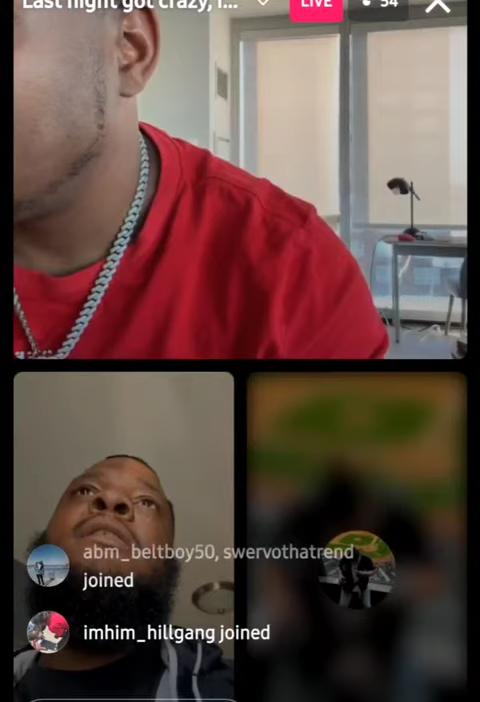 Last night got crazy, i...
LIVE
54
abm_beltboy50, swervothatrend
joined
imhim_hillgang joined